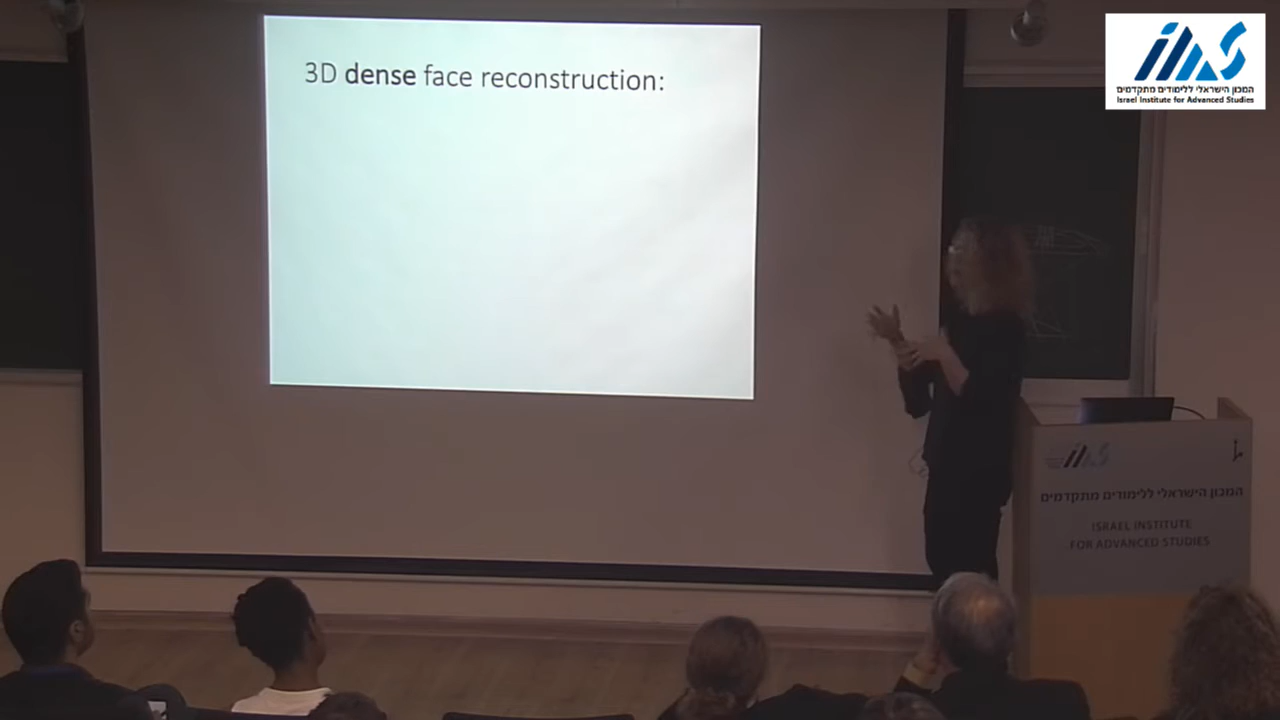 3D dense face reconstruction:
המכון הישראלי ללימודים מתקדמים
Israel Institute for Advanced Studies
המכון הישראלי ללימודים מתקדמים
ISRAEL INSTITUTE
FOR ADVANCED STUDIES